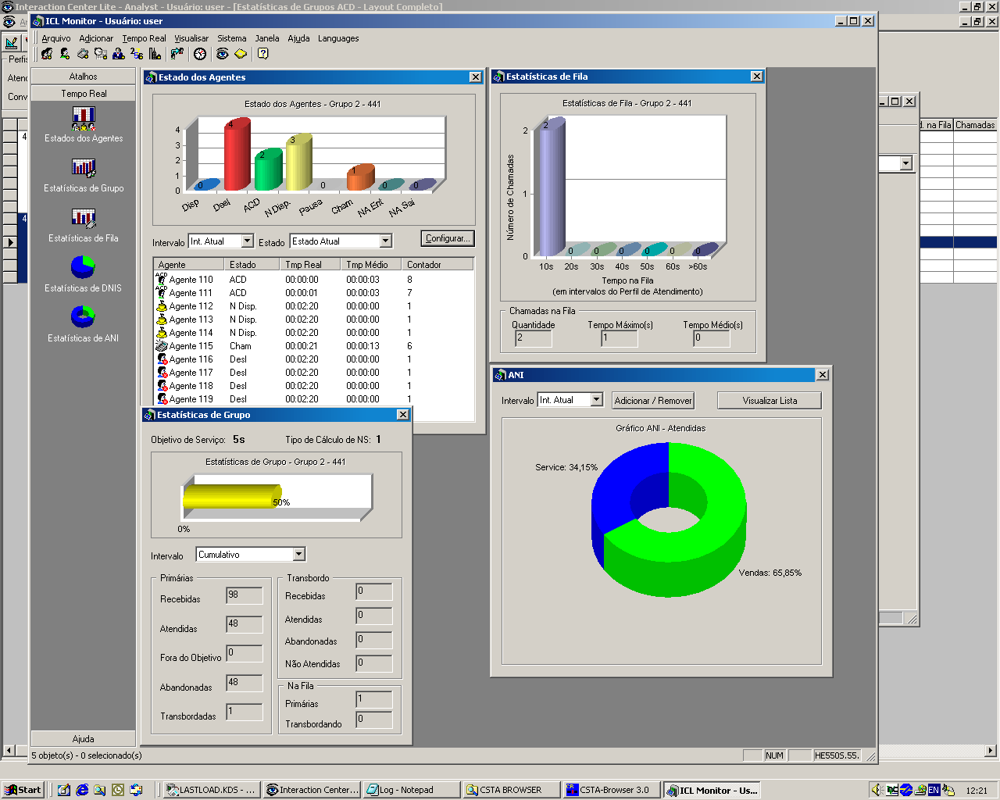 Interaction Center Lite - Analyst - Usuário: user - [Estatísticas de Grupos ACD - Layout Completo]
ICL Monitor - Usuário: user
Arquivo Adicionar Tempo Real Visualisar Sistema Janela Ajuda Languages
Perfis
Aten
Conv
Atalhos
Tempo Real
Estados dos Agentes
Estatísticas de Grupo
Estatísticas de Fila
Estatísticas de DNIS
Estatísticas de ANI
Ajuda
Estado dos Agentes
Estado dos Agentes - Grupo 2 - 441
4
3
2
1
0
0 4 2 3 0 1 0 0
Disp Desl ACD N Disp. Pausa Cham NA Ent NA Sai
Intervalo Int. Atual Estado Estado Atual Configurar...
Agente Estado Tmp Real Tmp Médio Contador
Agente 110 ACD 00:00:00 00:00:03 8
Agente 111 ACD 00:00:01 00:00:03 7
Agente 112 N Disp. 00:02:20 00:00:00 1
Agente 113 N Disp. 00:02:20 00:00:00 1
Agente 114 N Disp. 00:02:20 00:00:00 1
Agente 115 Cham 00:00:21 00:00:13 6
Agente 116 Desl 00:02:20 00:00:00 1
Agente 117 Desl 00:02:20 00:00:00 1
Agente 118 Desl 00:02:20 00:00:00 1
Agente 119 Desl 00:02:20 00:00:00 1
Estatísticas de Fila
Estatísticas de Fila - Grupo 2 - 441
Número de Chamadas
2
1
0
2 0 0 0 0 0 0
10s 20s 30s 40s 50s 60s >60s
Tempo na Fila
(em intervalos do Perfil de Atendimento)
Chamadas na Fila
Quantidade Tempo Máximo(s) Tempo Médio(s)
2 1 0
d. na Fila Chamadas
4
4
Estatísticas de Grupo
Objetivo de Serviço: 5s Tipo de Cálculo de NS: 1
Estatísticas de Grupo - Grupo 2 - 441
50%
0%
Intervalo Cumulativo
Primárias
Recebidas 98
Atendidas 48
Fora do Objetivo 0
Abandonadas 48
Transbordadas 1
Transbordo
Recebidas 0
Atendidas 0
Abandonadas 0
Não Atendidas 0
Na Fila
Primárias 1
Transbordando 0
ANI
Intervalo Int. Atual Adicionar / Remover Visualizar Lista
Gráfico ANI - Atendidas
Service: 34,15%
Vendas: 65,85%
5 objeto(s) - 0 selecionado(s) NUM HE550S.55.
Start LASTLOAD.KDS - ... Interaction Center... Log - Notepad CSTA BROWSER CSTA-Browser 3.0 ICL Monitor - Us... EN 12:21